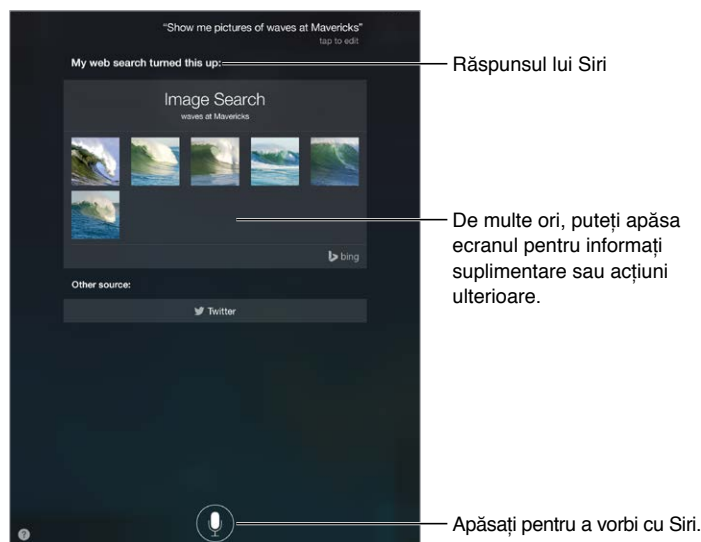 “Show me pictures of waves at Mavericks”
tap to edit
My web search turned this up:
Răspunsul lui Siri
Image Search
waves at Mavericks
De multe ori, puteți apăsa
ecranul pentru informați
suplimentare sau acțiuni
ulterioare.
bing
Other source:
Twitter
Apăsați pentru a vorbi cu Siri.
?